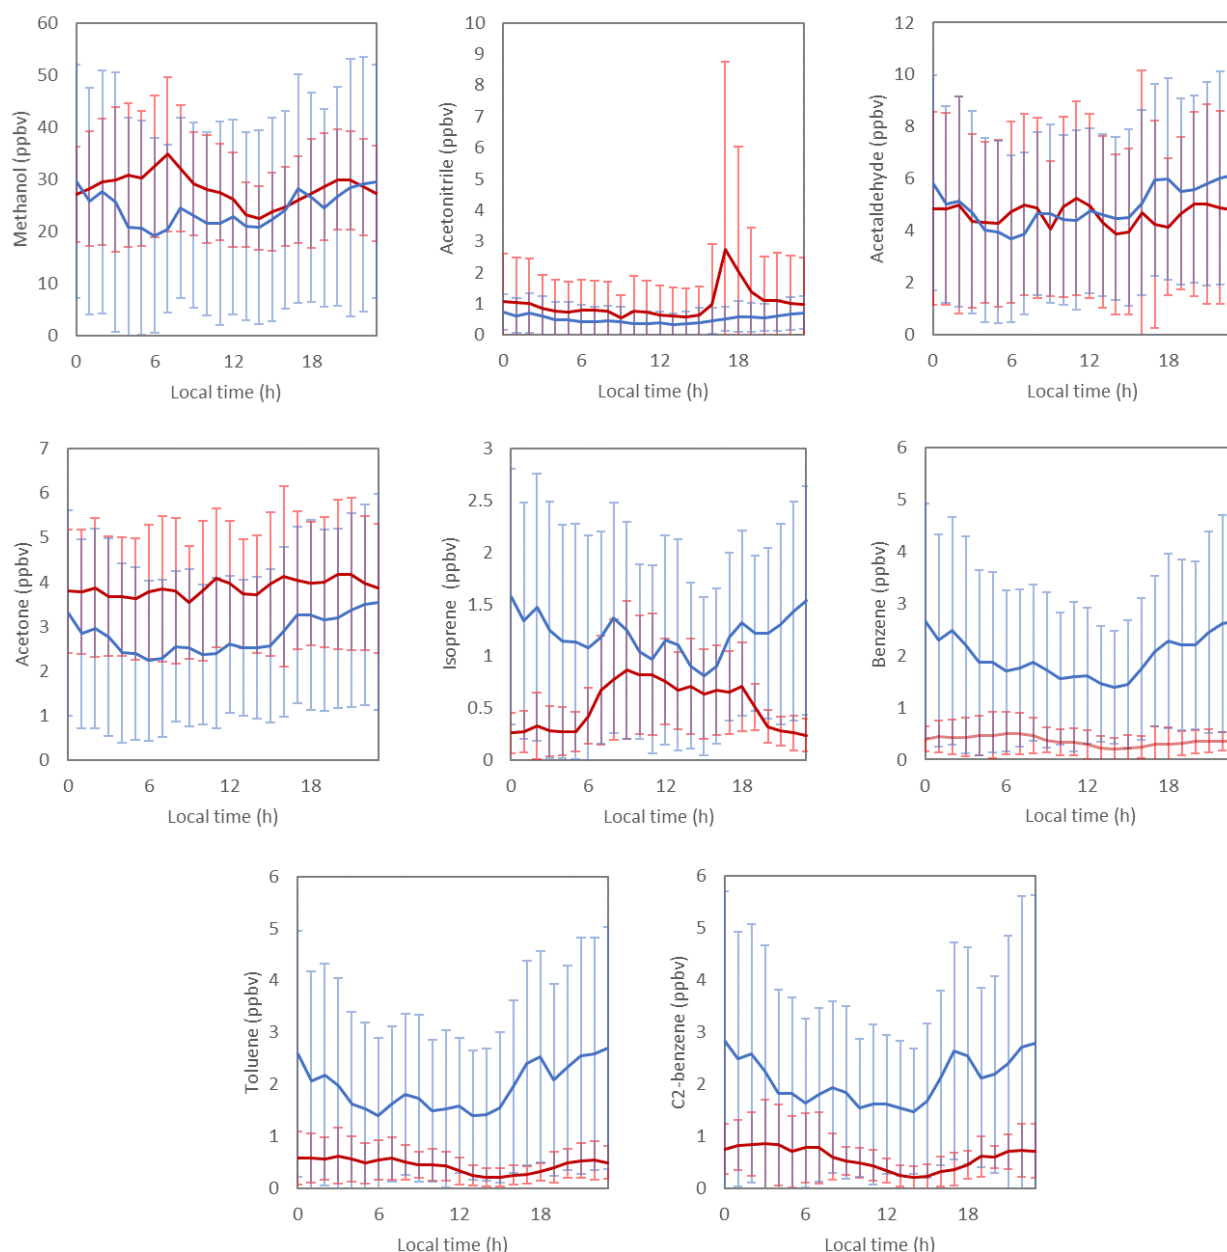 Methanol (ppbv)
60
50
40
30
20
10
0
0 6 12 18
Local time (h)
Acetonitrile (ppbv)
10
9
8
7
6
5
4
3
2
1
0
0 6 12 18
Local time (h)
Acetaldehyde (ppbv)
12
10
8
6
4
2
0
0 6 12 18
Local time (h)
Acetone (ppbv)
7
6
5
4
3
2
1
0
0 6 12 18
Local time (h)
Isoprene (ppbv)
3
2.5
2
1.5
1
0.5
0
0 6 12 18
Local time (h)
Benzene (ppbv)
6
5
4
3
2
1
0
0 6 12 18
Local time (h)
Toluene (ppbv)
6
5
4
3
2
1
0
0 6 12 18
Local time (h)
C2-benzene (ppbv)
6
5
4
3
2
1
0
0 6 12 18
Local time (h)